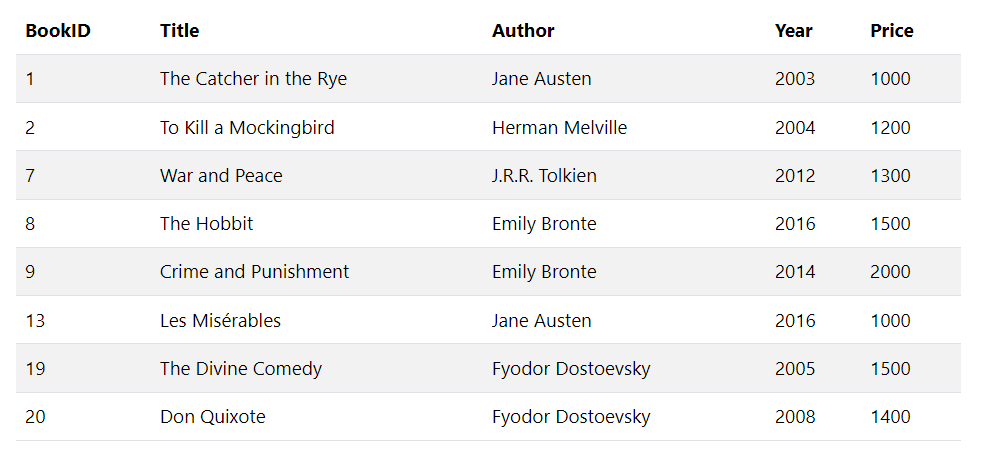 BookID Title Author Year Price
1 The Catcher in the Rye Jane Austen 2003 1000
2 To Kill a Mockingbird Herman Melville 2004 1200
7 War and Peace J.R.R. Tolkien 2012 1300
8 The Hobbit Emily Bronte 2016 1500
9 Crime and Punishment Emily Bronte 2014 2000
13 Les Misérables Jane Austen 2016 1000
19 The Divine Comedy Fyodor Dostoevsky 2005 1500
20 Don Quixote Fyodor Dostoevsky 2008 1400